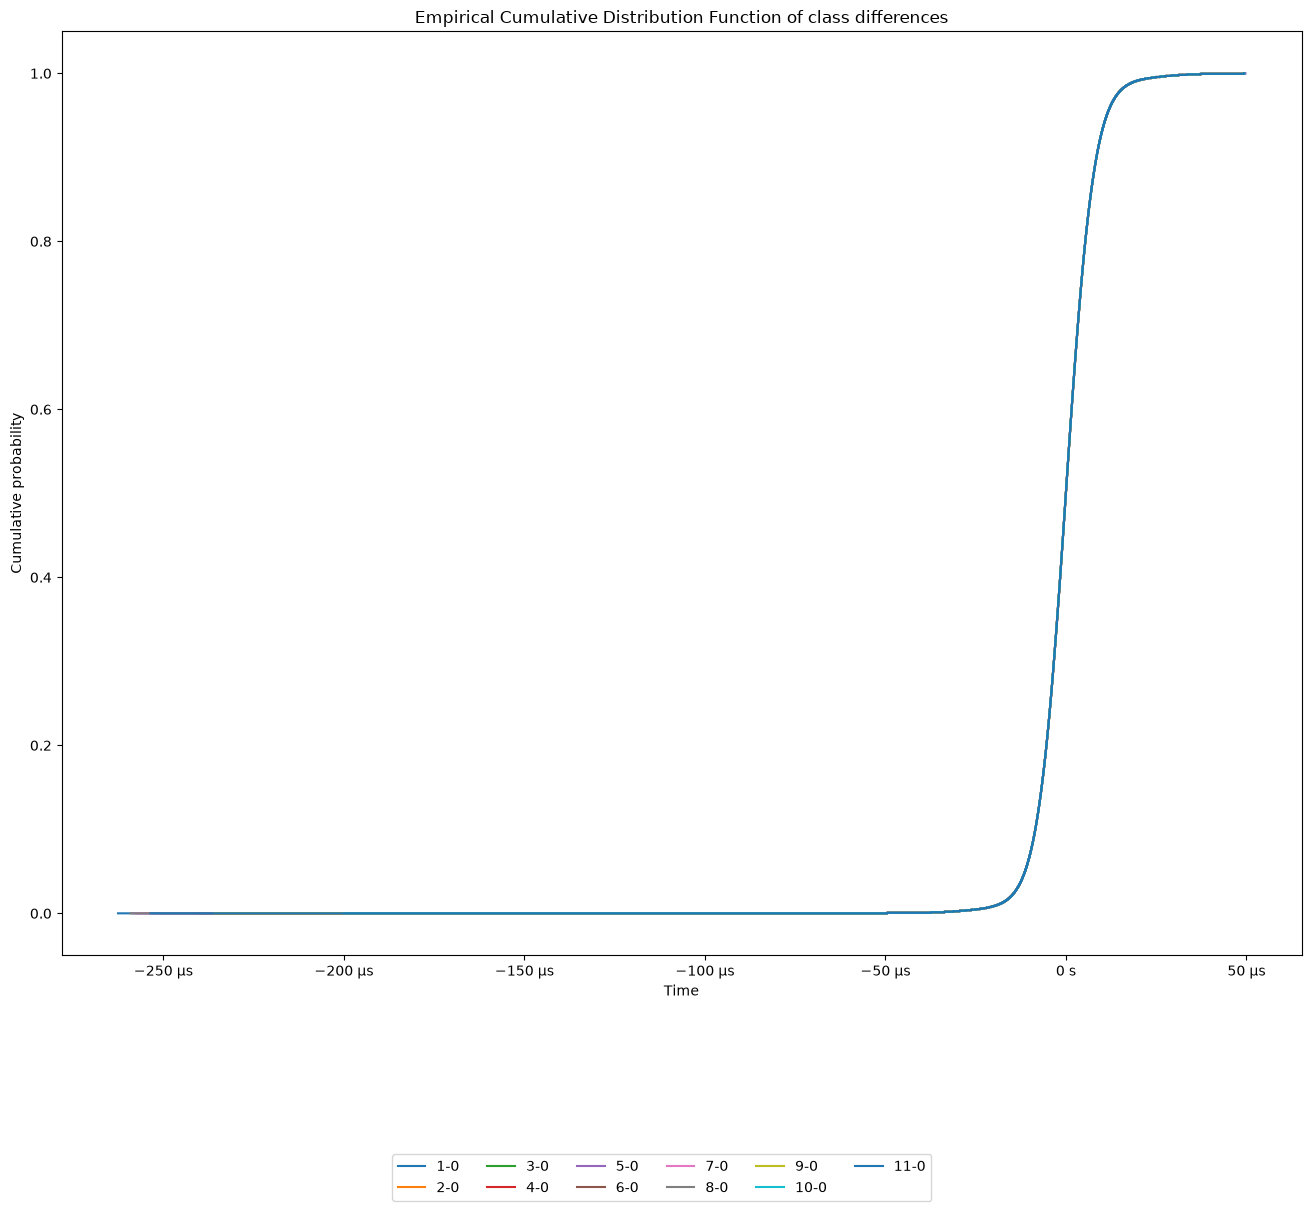 Empirical Cumulative Distribution Function of class differences
1.0
0.8
0.6
0.4
0.2
0.0
Cumulative probability
−250 µs −200 µs −150 µs −100 µs −50 µs 0 s 50 µs
Time
1-0 3-0 5-0 7-0 9-0 11-0
2-0 4-0 6-0 8-0 10-0